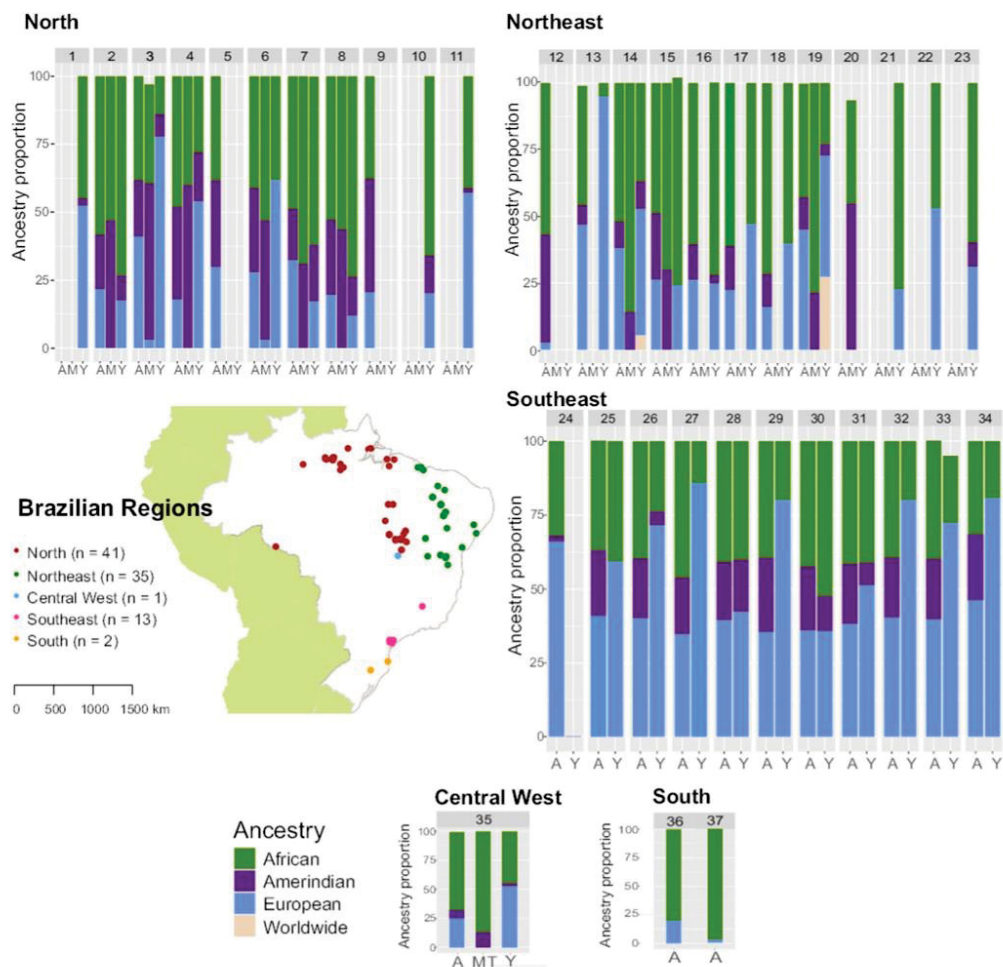 North
1 2 3 4 5 6 7 8 9 10 11
Ancestry proportion
100
75
50
25
0
AMY AMY AMY AMY AMY AMY AMY AMY AMY AMY AMY
Northeast
12 13 14 15 16 17 18 19 20 21 22 23
Ancestry proportion
100
75
50
25
0
AMY AMY AMY AMY AMY AMY AMY AMY AMY AMY AMY AMY
Brazilian Regions
North (n = 41)
Northeast (n = 35)
Central West (n = 1)
Southeast (n = 13)
South (n = 2)
0 500 1000 1500 km
Southeast
24 25 26 27 28 29 30 31 32 33 34
Ancestry proportion
100
75
50
25
0
A Y A Y A Y A Y A Y A Y A Y A Y A Y A Y A Y
Ancestry
African
Amerindian
European
Worldwide
Central West
35
Ancestry proportion
100
75
50
25
0
A MT Y
South
36 37
Ancestry proportion
100
75
50
25
0
A A